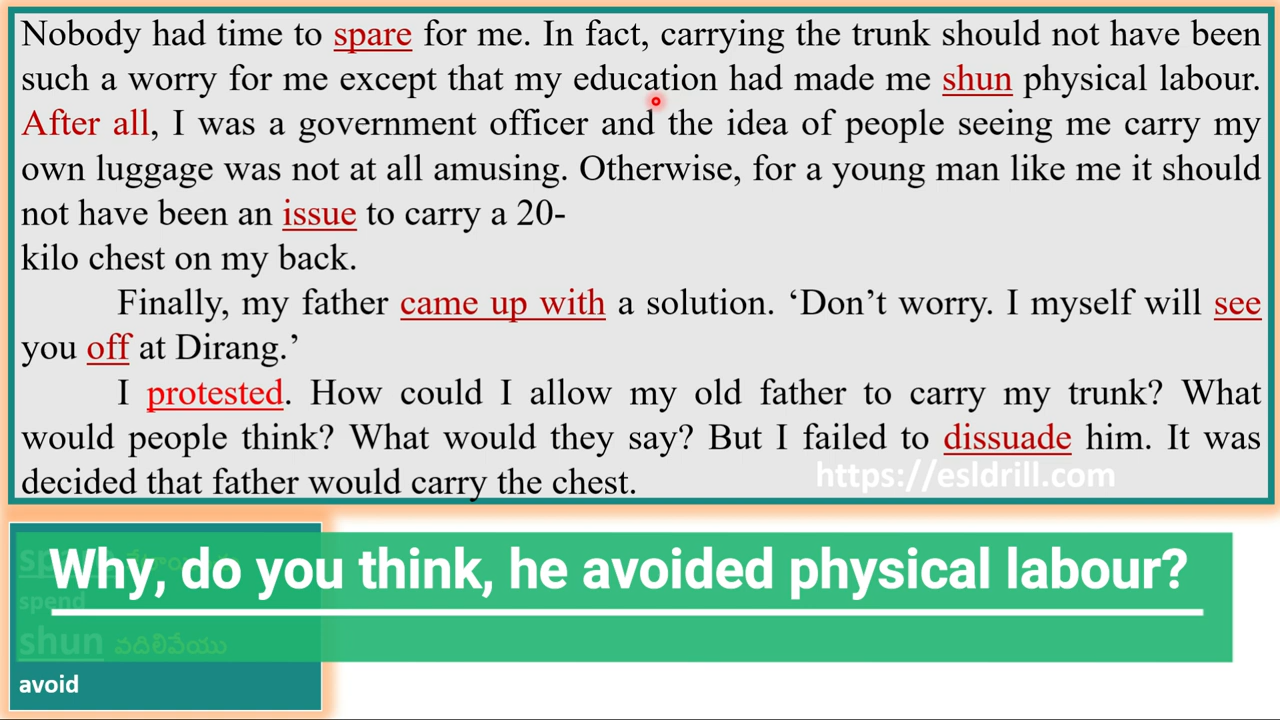 Nobody had time to spare for me. In fact, carrying the trunk should not have been
such a worry for me except that my education had made me shun physical labour.
After all, I was a government officer and the idea of people seeing me carry my
own luggage was not at all amusing. Otherwise, for a young man like me it should
not have been an issue to carry a 20-
kilo chest on my back.
Finally, my father came up with a solution. ‘Don’t worry. I myself will see
you off at Dirang.’
I protested. How could I allow my old father to carry my trunk? What
would people think? What would they say? But I failed to dissuade him. It was
decided that father would carry the chest.
https://esldrill.com
Why, do you think, he avoided physical labour?
spend
shun వదిలివేయు
avoid